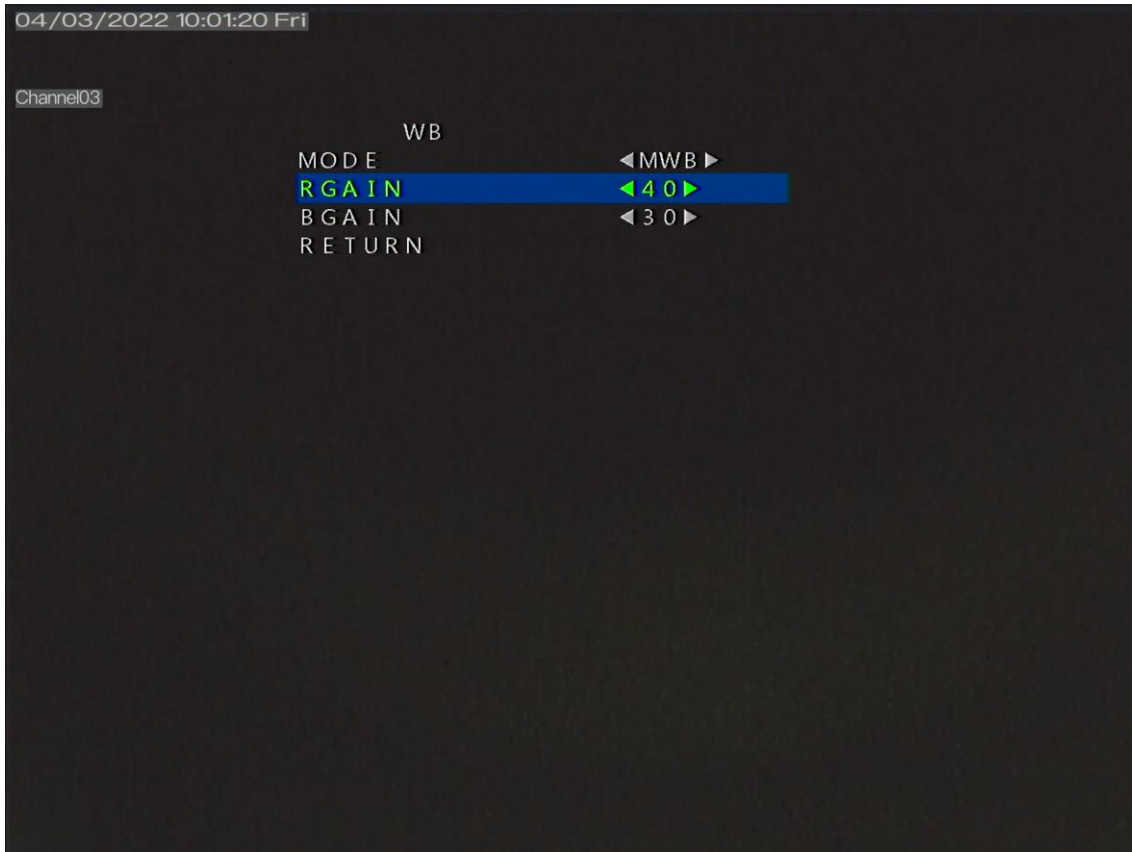 04/03/2022 10:01:20 Fri
Channel03
WB
MODE ◀MWB▶
RGAIN ◀40▶
BGAIN ◀30▶
RETURN